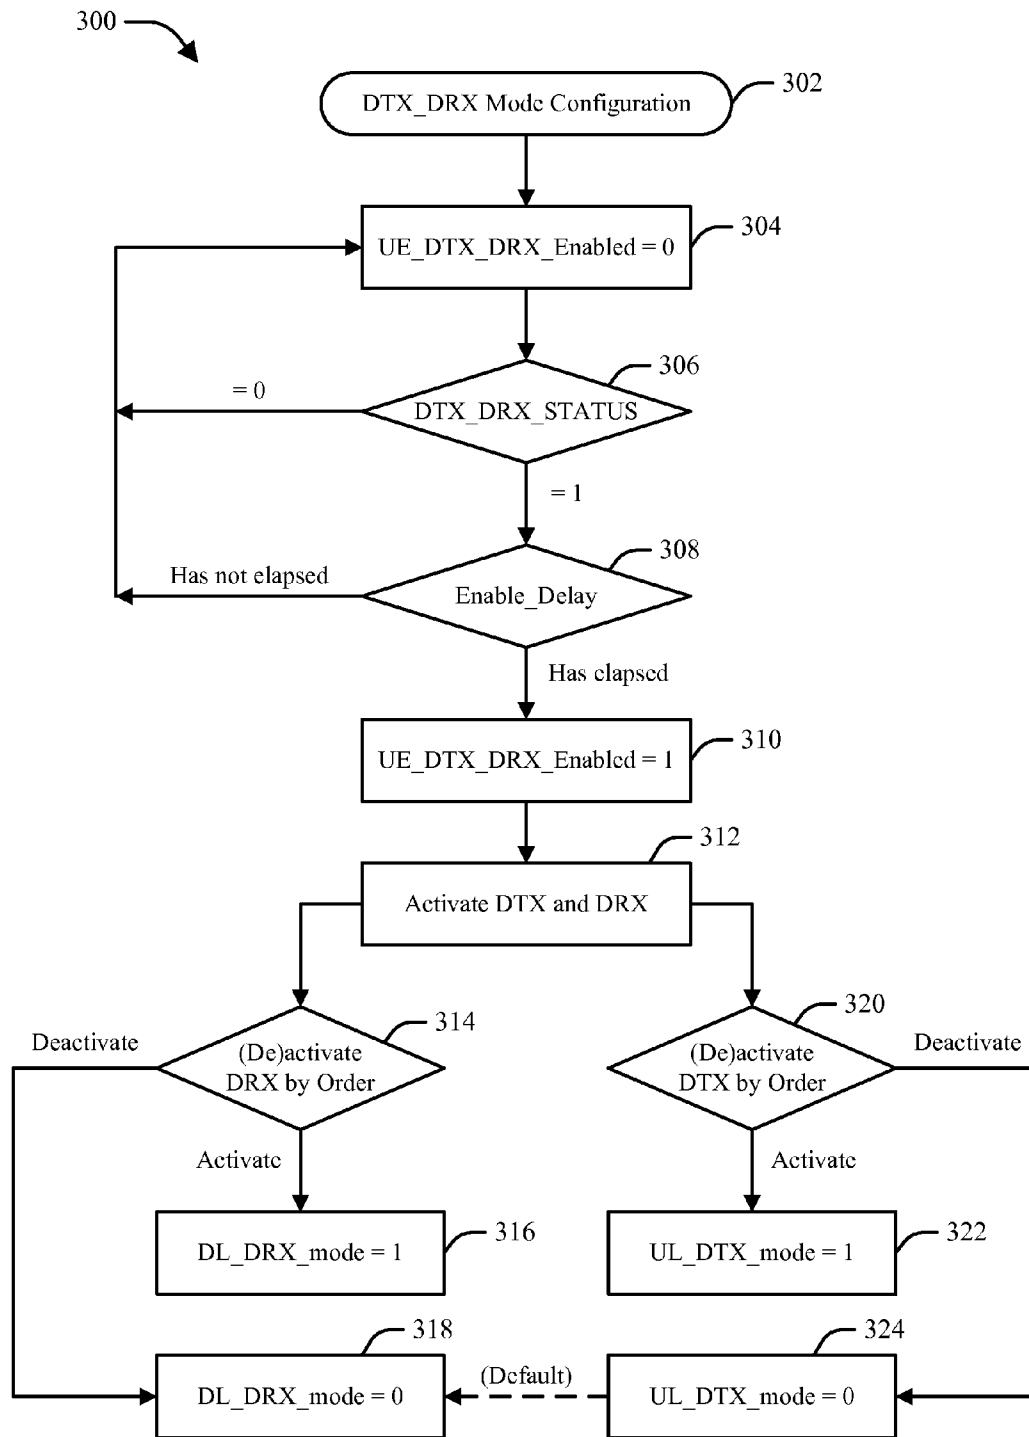 300
DTX_DRX Mode Configuration
302
UE_DTX_DRX_Enabled = 0
304
DTX_DRX_STATUS
306
= 0
= 1
Enable_Delay
308
Has not elapsed
Has elapsed
UE_DTX_DRX_Enabled = 1
310
Activate DTX and DRX
312
(De)activate
DRX by Order
314
Deactivate
Activate
(De)activate
DTX by Order
320
Deactivate
Activate
DL_DRX_mode = 1
316
UL_DTX_mode = 1
322
DL_DRX_mode = 0
318
(Default)
UL_DTX_mode = 0
324